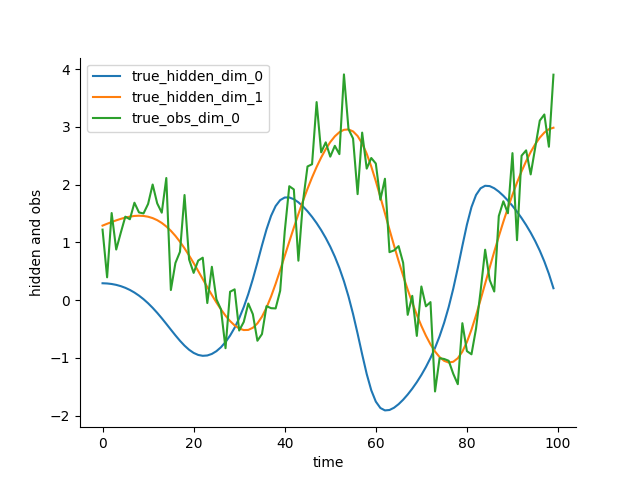 true_hidden_dim_0
true_hidden_dim_1
true_obs_dim_0
hidden and obs
4
3
2
1
0
−1
−2
0 20 40 60 80 100
time